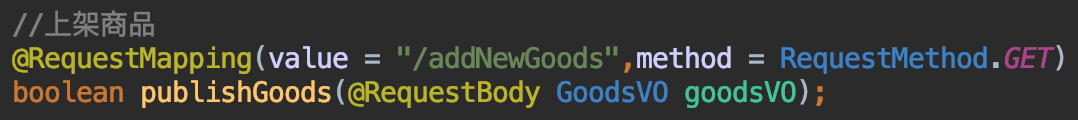 //上架商品
@RequestMapping(value = "/addNewGoods",method = RequestMethod.GET)
boolean publishGoods(@RequestBody GoodsVO goodsVO);